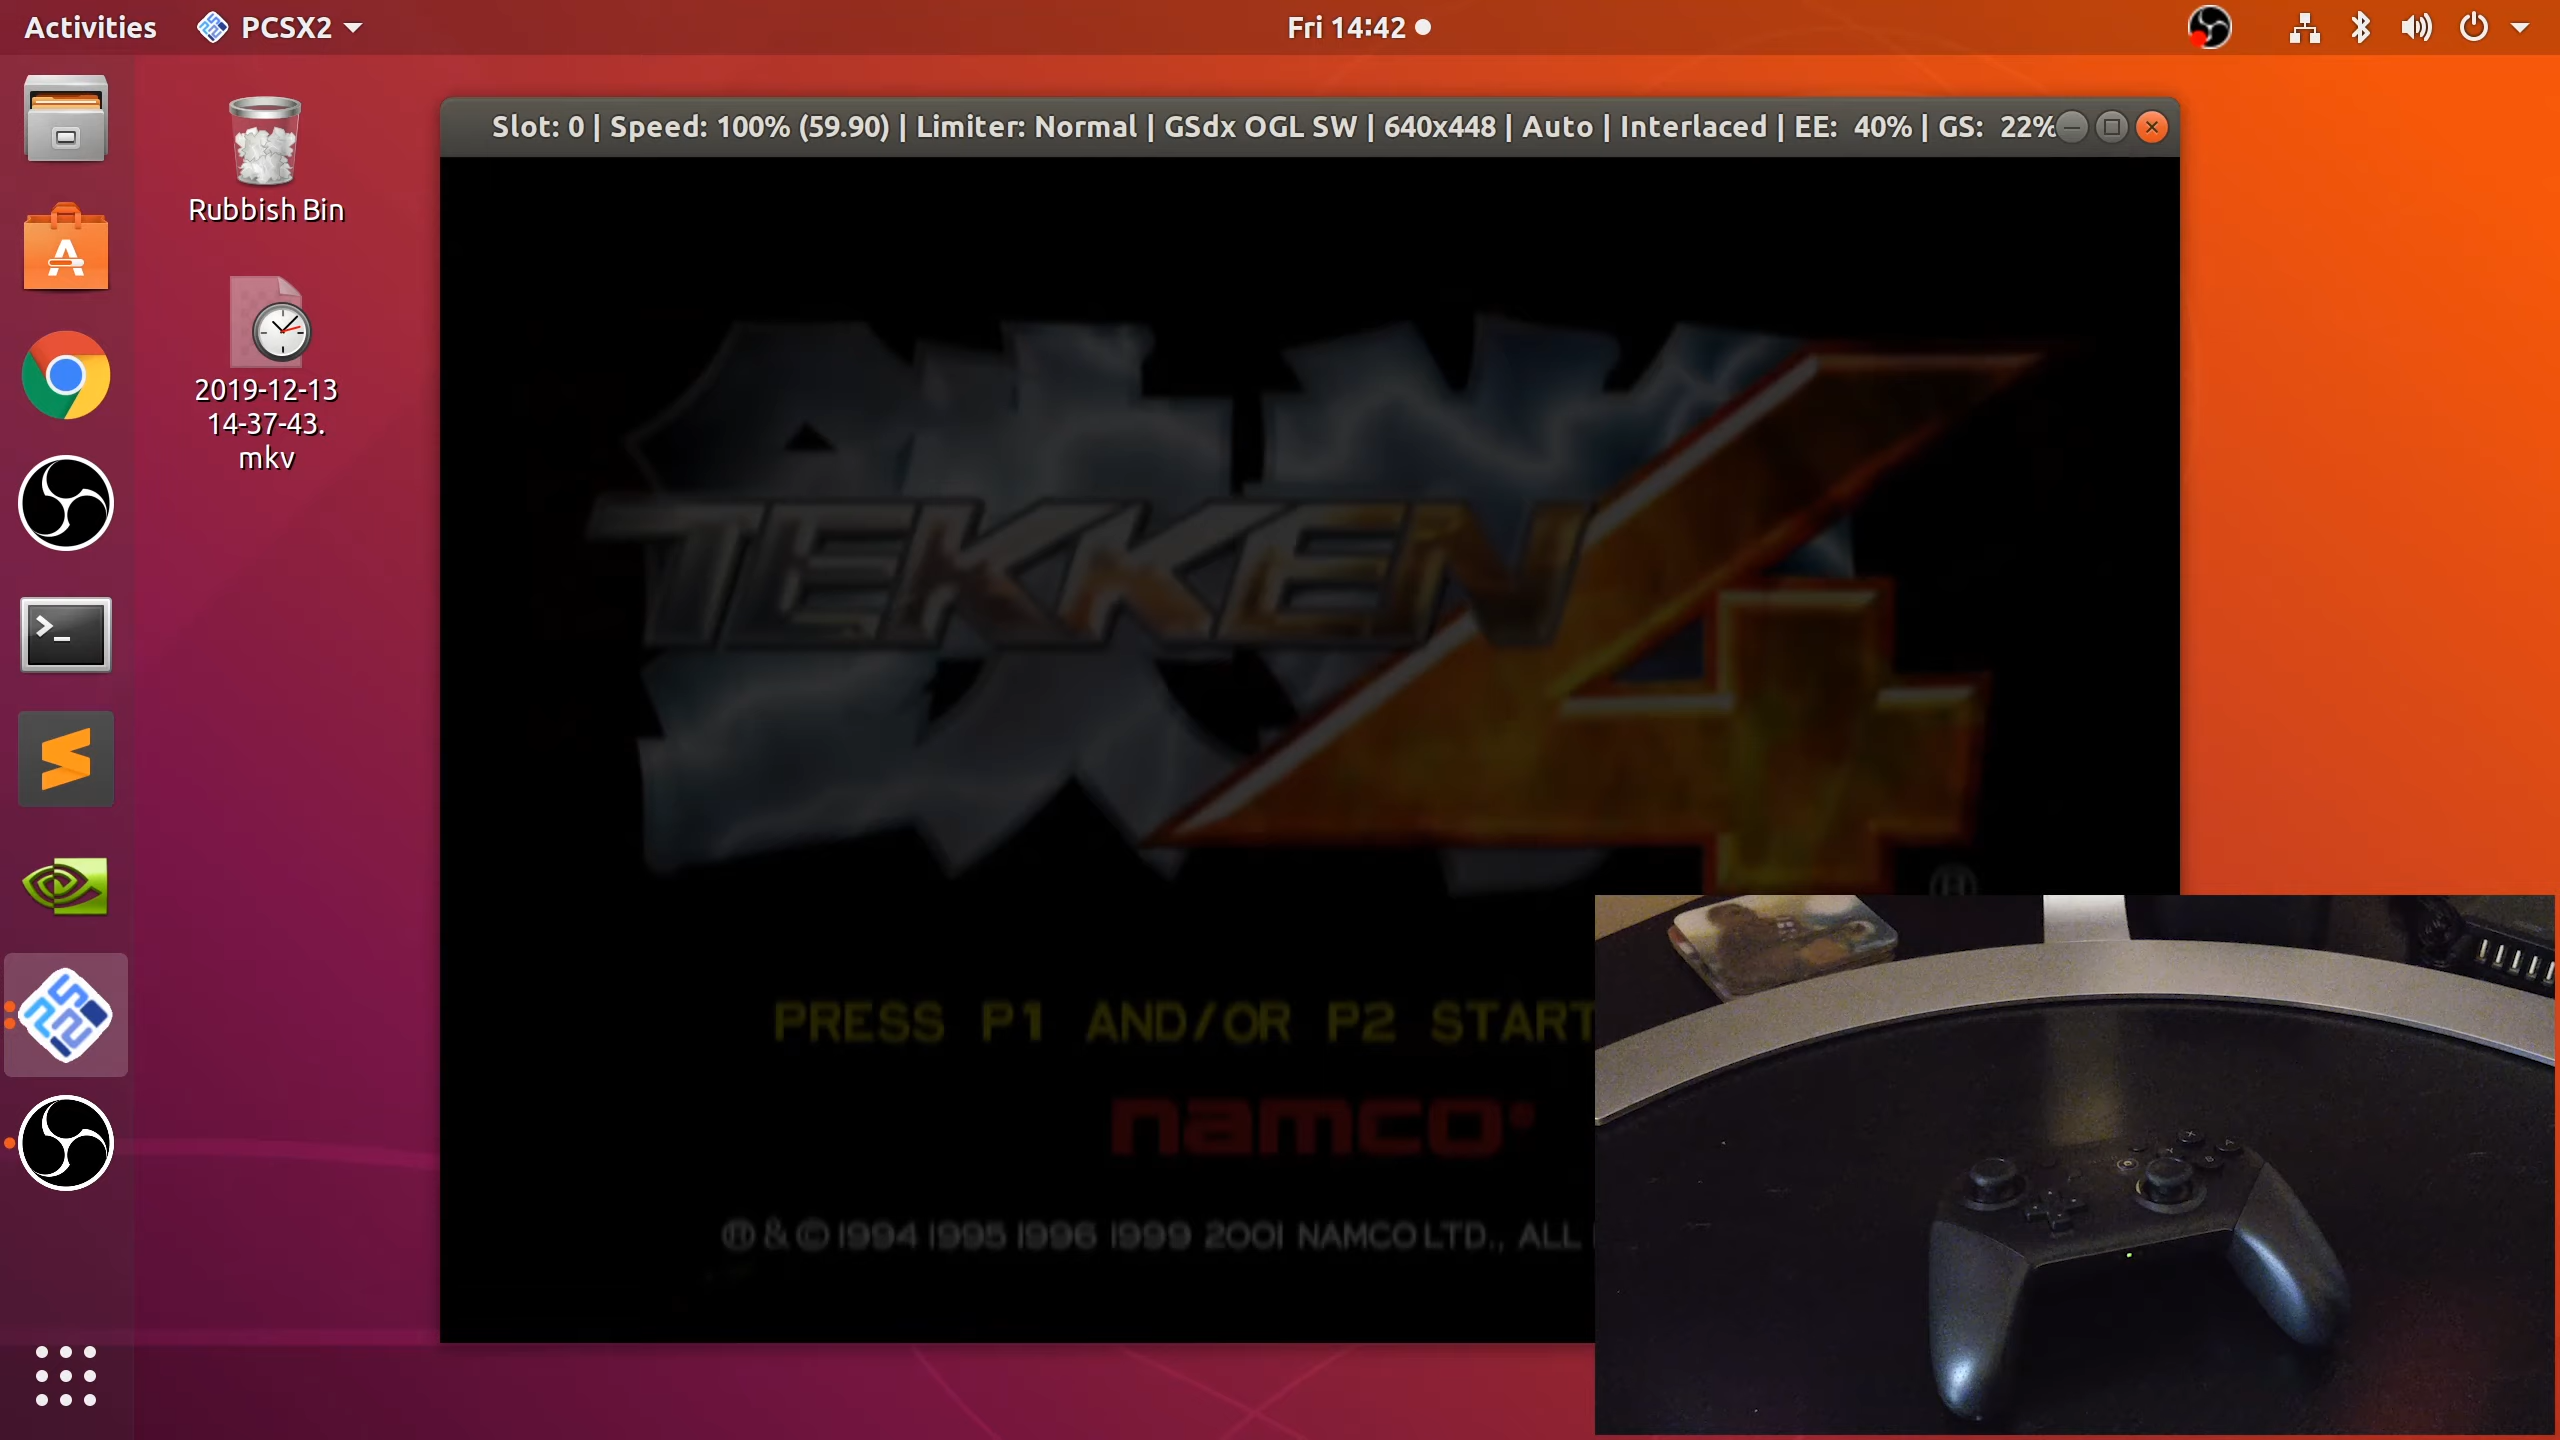 Activities
PCSX2
Fri 14:42
Slot: 0 | Speed: 100% (59.90) | Limiter: Normal | GSdx OGL SW | 640x448 | Auto | Interlaced | EE: 40% | GS: 22%
Rubbish Bin
2019-12-13
14-37-43.
mkv
鉄拳
TEKKEN 4
®
PRESS P1 AND/OR P2 START
namco
® & © 1994 1995 1996 1999 2001 NAMCO LTD., ALL